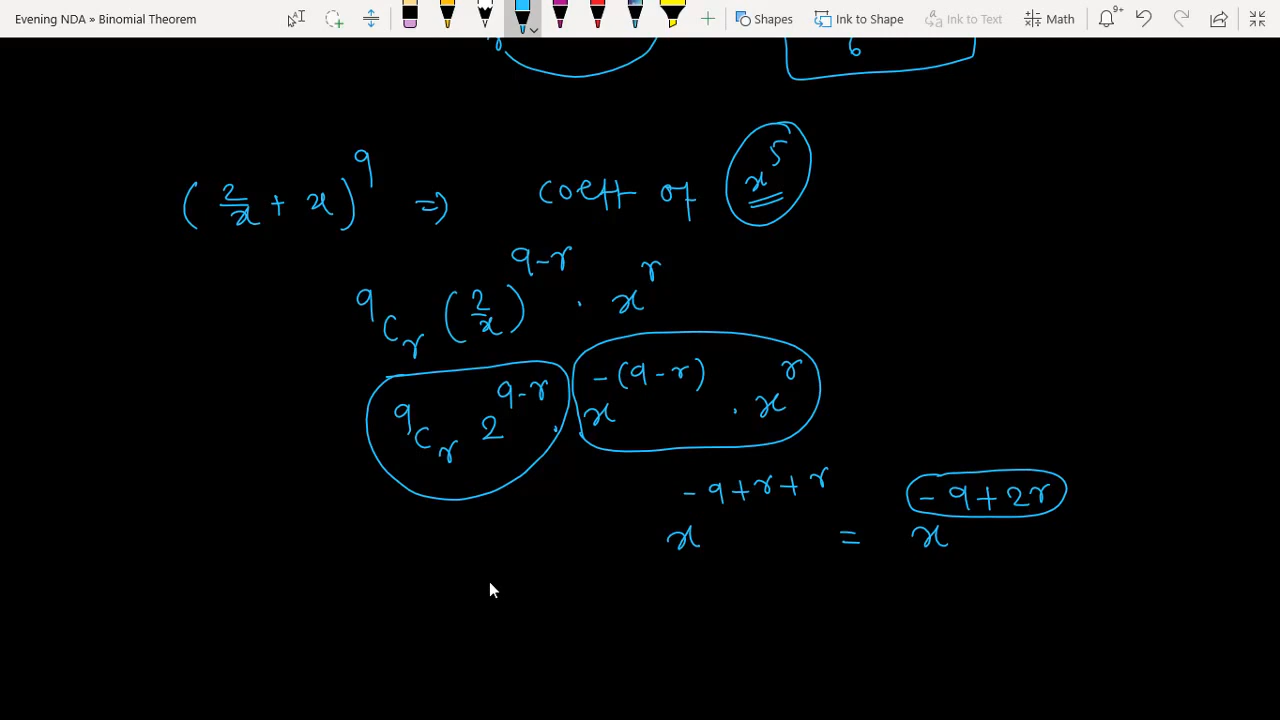 Evening NDA » Binomial Theorem
Shapes
Ink to Shape
Ink to Text
Math
9+
6
(2/x + x)^9 => coeff of x^5
9Cr (2/x)^(9-r) . x^r
9Cr 2^(9-r) . x^-(9-r) . x^r
x^(-9+r+r) = x^(-9+2r)